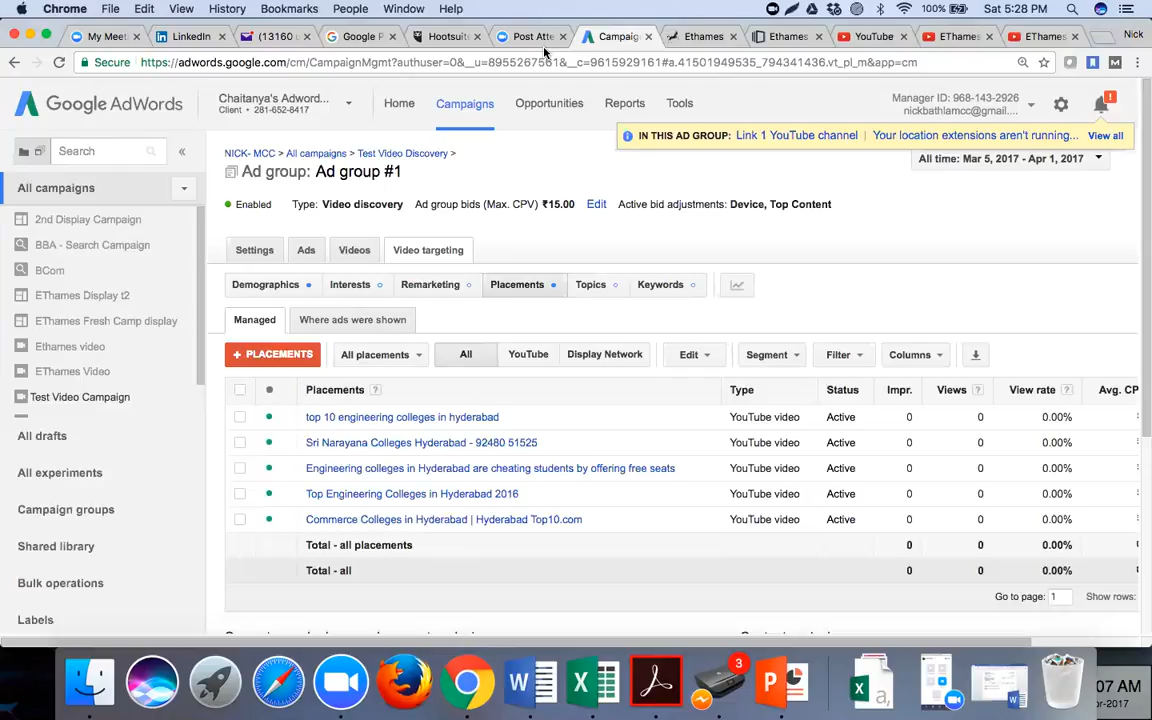 Chrome File Edit View History Bookmarks People Window Help 100% Sat 5:28 PM
My Meet LinkedIn (13160 Google P Hootsuit Post Atte Campaig Ethames Ethames YouTube EThame EThame Nick
Secure https://adwords.google.com/cm/CampaignMgmt?authuser=0&__u=8955267561&__c=9615929161#a.41501949535_794341436.vt_pl_m&app=cm
Google AdWords
Chaitanya's Adword...
Client • 281-652-8417
Home Campaigns Opportunities Reports Tools
Manager ID: 968-143-2926
nickbathlamcc@gmail....
!
IN THIS AD GROUP: Link 1 YouTube channel Your location extensions aren't running... View all
Search «
NICK- MCC > All campaigns > Test Video Discovery >
All time: Mar 5, 2017 - Apr 1, 2017
Ad group: Ad group #1
All campaigns
Enabled Type: Video discovery Ad group bids (Max. CPV) ₹15.00 Edit Active bid adjustments: Device, Top Content
2nd Display Campaign
BBA - Search Campaign
BCom
EThames Display t2
EThames Fresh Camp display
Ethames video
EThames Video
Test Video Campaign
All drafts
All experiments
Campaign groups
Shared library
Bulk operations
Labels
Settings Ads Videos Video targeting
Demographics Interests Remarketing Placements Topics Keywords
Managed Where ads were shown
+ PLACEMENTS All placements All YouTube Display Network Edit Segment Filter Columns
Placements ? Type Status Impr. Views ? View rate ? Avg. CP
top 10 engineering colleges in hyderabad YouTube video Active 0 0 0.00%
Sri Narayana Colleges Hyderabad - 92480 51525 YouTube video Active 0 0 0.00%
Engineering colleges in Hyderabad are cheating students by offering free seats YouTube video Active 0 0 0.00%
Top Engineering Colleges in Hyderabad 2016 YouTube video Active 0 0 0.00%
Commerce Colleges in Hyderabad | Hyderabad Top10.com YouTube video Active 0 0 0.00%
Total - all placements 0 0 0.00%
Total - all 0 0 0.00%
Go to page: 1 Show rows:
3
07 AM
pr-2017